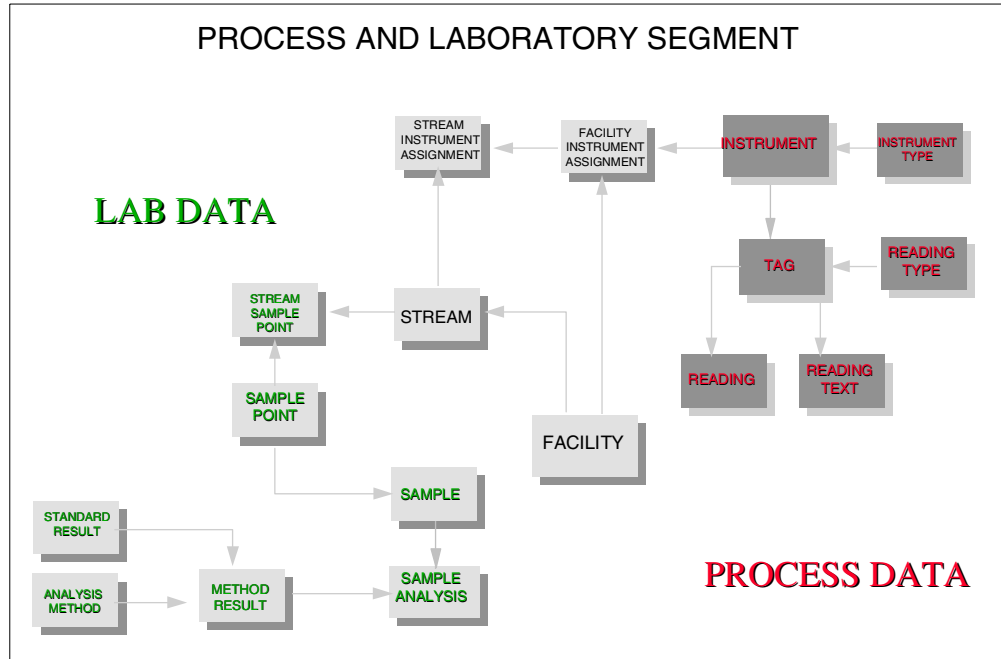 PROCESS AND LABORATORY SEGMENT
STREAM
INSTRUMENT
ASSIGNMENT
FACILITY
INSTRUMENT
ASSIGNMENT
INSTRUMENT
INSTRUMENT
TYPE
LAB DATA
TAG
READING
TYPE
STREAM
SAMPLE
POINT
STREAM
READING
READING
TEXT
SAMPLE
POINT
FACILITY
SAMPLE
STANDARD
RESULT
ANALYSIS
METHOD
METHOD
RESULT
SAMPLE
ANALYSIS
PROCESS DATA